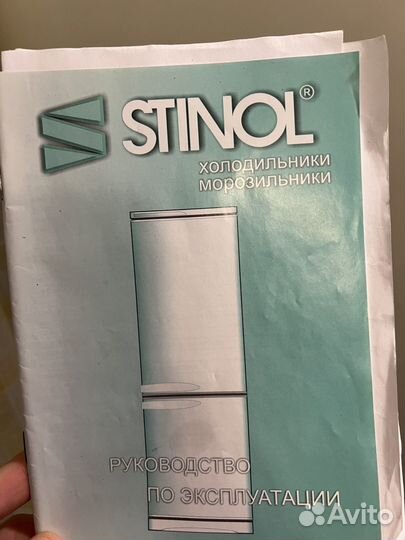 STINOL®
ХОЛОДИЛЬНИКИ
МОРОЗИЛЬНИКИ
РУКОВОДСТВО
ПО ЭКСПЛУАТАЦИИ
Avito